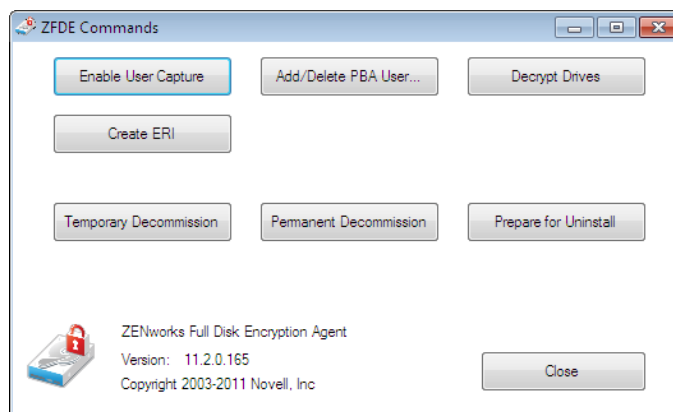 ZFDE Commands
Enable User Capture
Add/Delete PBA User...
Decrypt Drives
Create ERI
Temporary Decommission
Permanent Decommission
Prepare for Uninstall
ZENworks Full Disk Encryption Agent
Version: 11.2.0.165
Copyright 2003-2011 Novell, Inc
Close